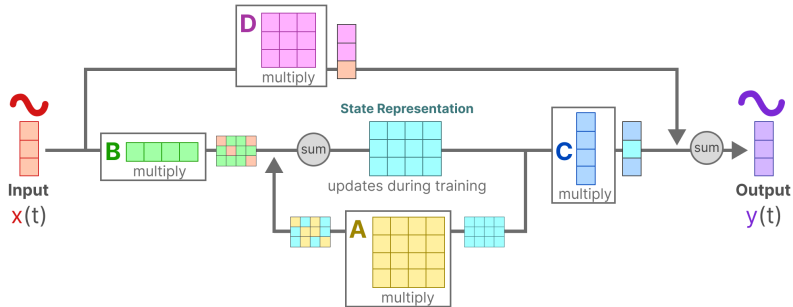 D
multiply
State Representation
B
multiply
sum
updates during training
C
multiply
sum
Input
x(t)
Output
y(t)
A
multiply